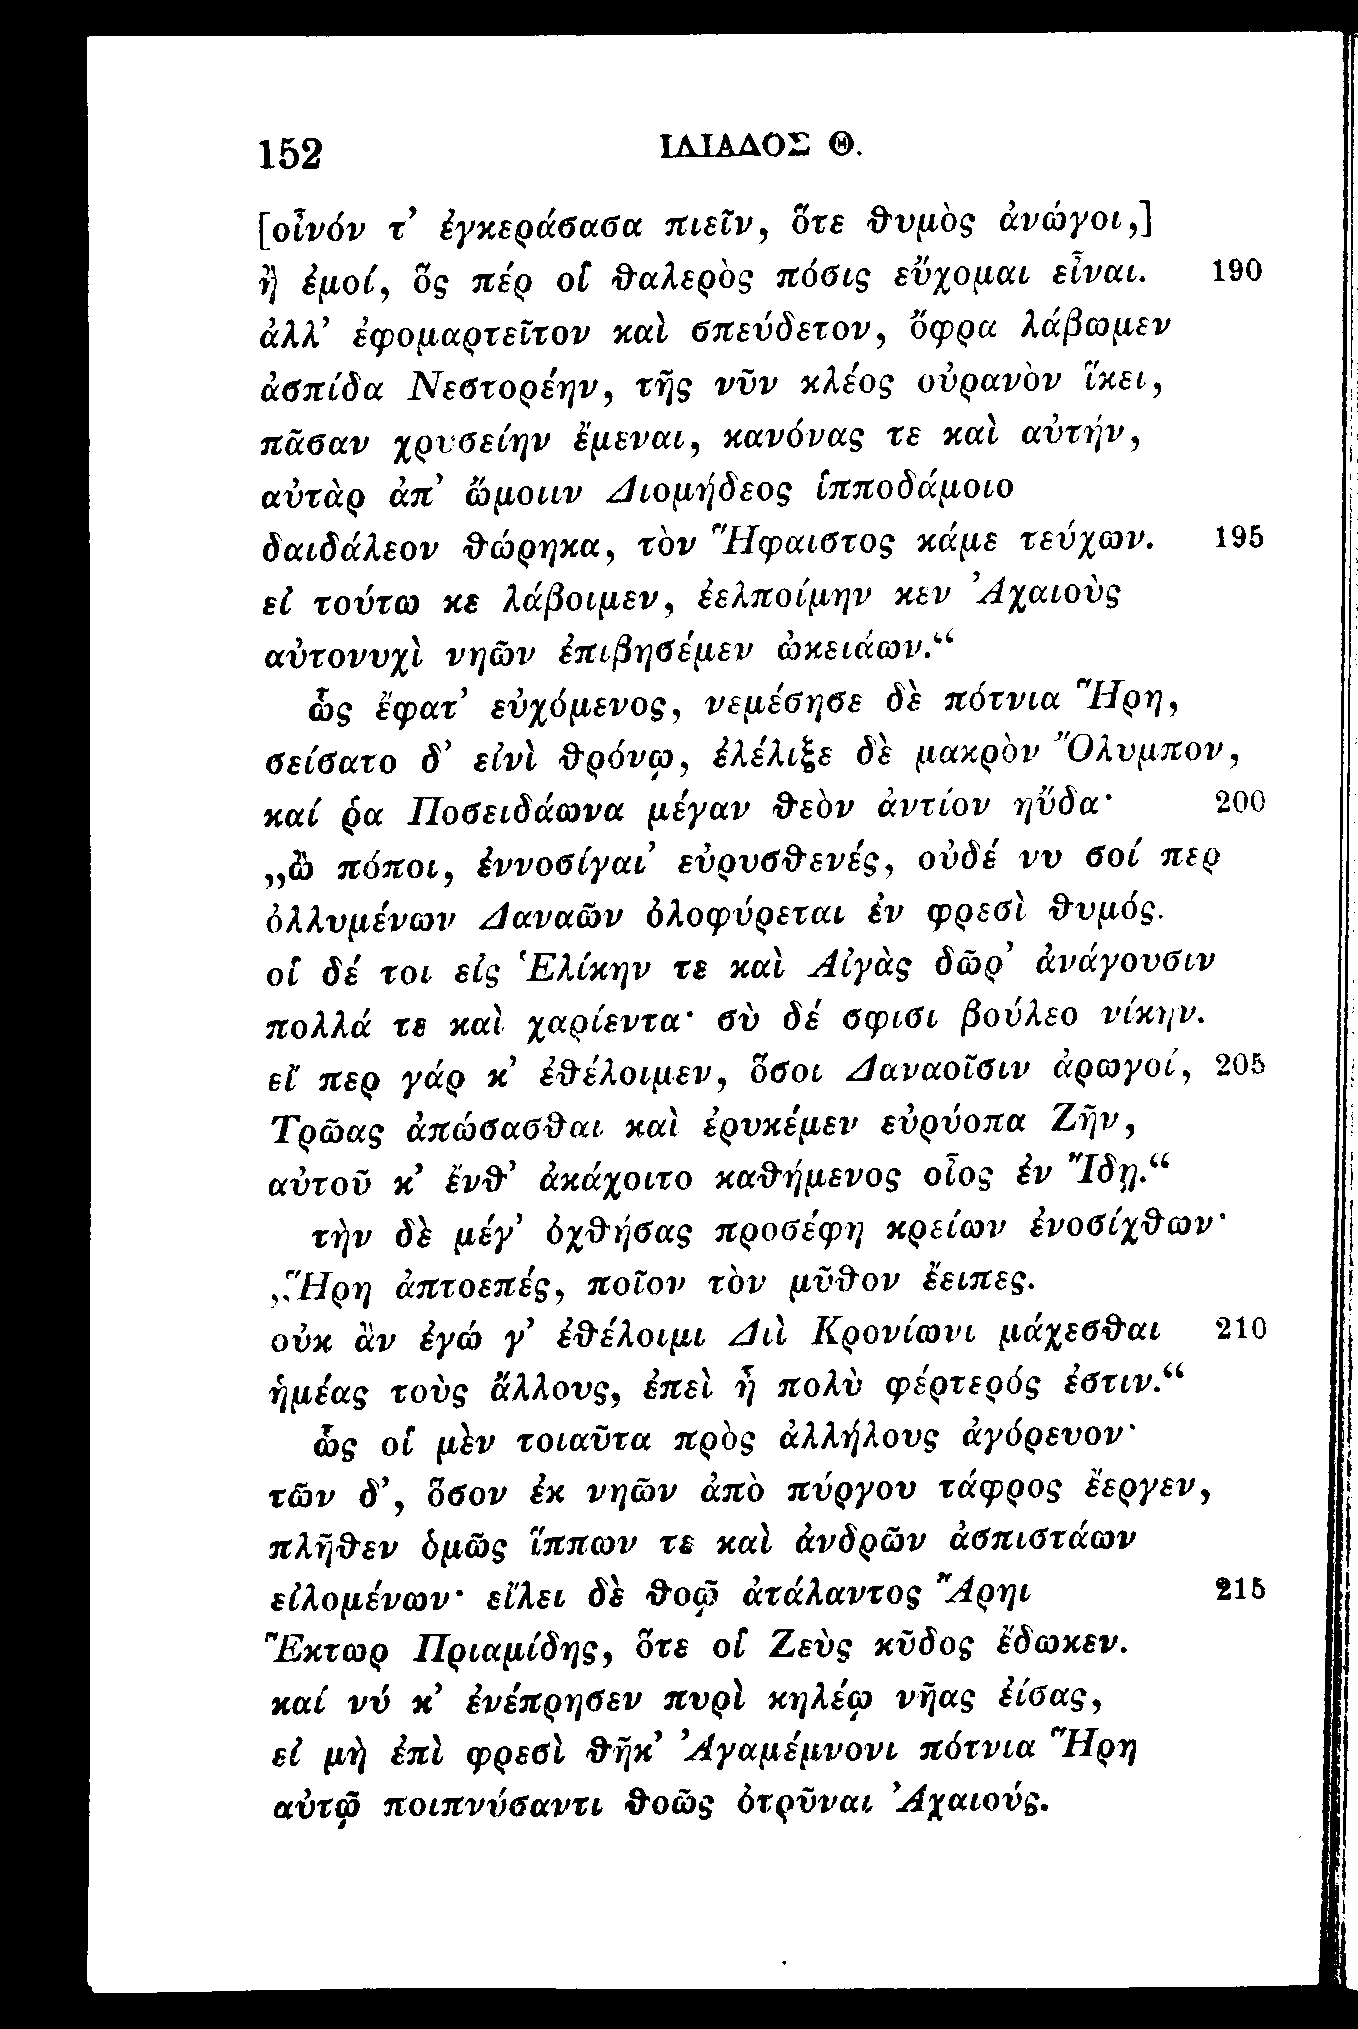 152 ΙΛΙΑΔΟΣ Θ.
[οἶνόν τ’ ἐγκεράσασα πιεῖν, ὅτε θυμὸς ἀνώγοι,]
ἢ ἐμοί, ὅς πέρ οἱ θαλερὸς πόσις εὔχομαι εἶναι. 190
ἀλλ’ ἐφομαρτεῖτον καὶ σπεύδετον, ὄφρα λάβωμεν
ἀσπίδα Νεστορέην, τῆς νῦν κλέος οὐρανὸν ἵκει,
πᾶσαν χρυσείην ἔμεναι, κανόνας τε καὶ αὐτήν,
αὐτὰρ ἀπ’ ὤμοιιν Διομήδεος ἱπποδάμοιο
δαιδάλεον θώρηκα, τὸν Ἥφαιστος κάμε τεύχων. 195
εἰ τούτω κε λάβοιμεν, ἐελποίμην κεν Ἀχαιοὺς
αὐτονυχὶ νηῶν ἐπιβησέμεν ὠκειάων.“
ὣς ἔφατ’ εὐχόμενος, νεμέσησε δὲ πότνια Ἥρη,
σείσατο δ’ εἰνὶ θρόνῳ, ἐλέλιξε δὲ μακρὸν Ὄλυμπον,
καί ῥα Ποσειδάωνα μέγαν θεὸν ἀντίον ηὔδα· 200
„ὢ πόποι, ἐννοσίγαι’ εὐρυσθενές, οὐδέ νυ σοί περ
ὀλλυμένων Δαναῶν ὀλοφύρεται ἐν φρεσὶ θυμός.
οἱ δέ τοι εἰς Ἑλίκην τε καὶ Αἰγὰς δῶρ’ ἀνάγουσιν
πολλά τε καὶ χαρίεντα· σὺ δέ σφισι βούλεο νίκην.
εἴ περ γάρ κ’ ἐθέλοιμεν, ὅσοι Δαναοῖσιν ἀρωγοί, 205
Τρῶας ἀπώσασθαι καὶ ἐρυκέμεν εὐρύοπα Ζῆν,
αὐτοῦ κ’ ἔνθ’ ἀκάχοιτο καθήμενος οἶος ἐν Ἴδῃ.“
τὴν δὲ μέγ’ ὀχθήσας προσέφη κρείων ἐνοσίχθων·
„Ἥρη ἀπτοεπές, ποῖον τὸν μῦθον ἔειπες.
οὐκ ἂν ἐγώ γ’ ἐθέλοιμι Διὶ Κρονίωνι μάχεσθαι 210
ἡμέας τοὺς ἄλλους, ἐπεὶ ἦ πολὺ φέρτερός ἐστιν.“
ὣς οἱ μὲν τοιαῦτα πρὸς ἀλλήλους ἀγόρευον·
τῶν δ’, ὅσον ἐκ νηῶν ἀπὸ πύργου τάφρος ἔεργεν,
πλῆθεν ὁμῶς ἵππων τε καὶ ἀνδρῶν ἀσπιστάων
εἰλομένων· εἴλει δὲ θοῷ ἀτάλαντος Ἄρηι 215
Ἕκτωρ Πριαμίδης, ὅτε οἱ Ζεὺς κῦδος ἔδωκεν.
καί νύ κ’ ἐνέπρησεν πυρὶ κηλέῳ νῆας ἐίσας,
εἰ μὴ ἐπὶ φρεσὶ θῆκ’ Ἀγαμέμνονι πότνια Ἥρη
αὐτῷ ποιπνύσαντι θοῶς ὀτρῦναι Ἀχαιούς.